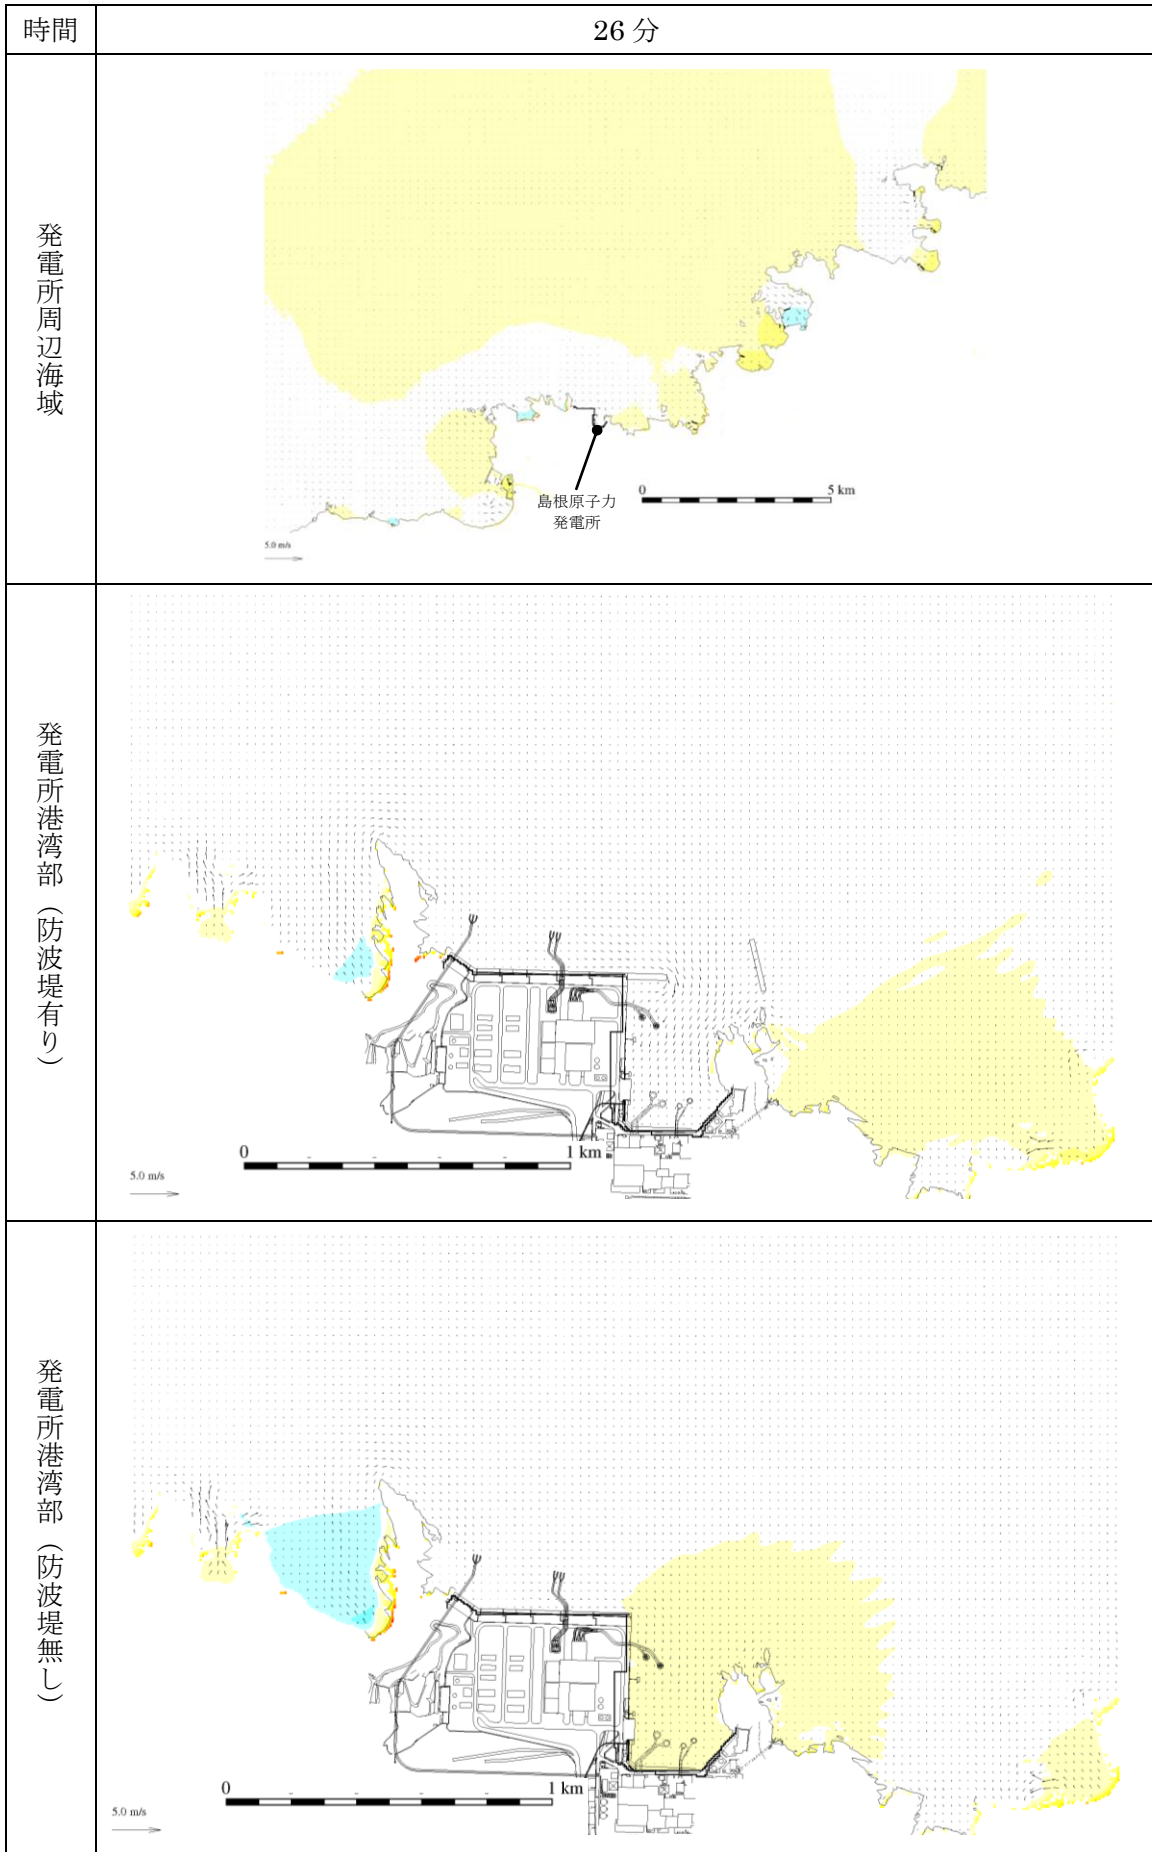 時間
26 分
発電所周辺海域
島根原子力
発電所
0
5 km
5.0 m/s
発電所港湾部（防波堤有り）
0
1 km
5.0 m/s
発電所港湾部（防波堤無し）
0
1 km
5.0 m/s